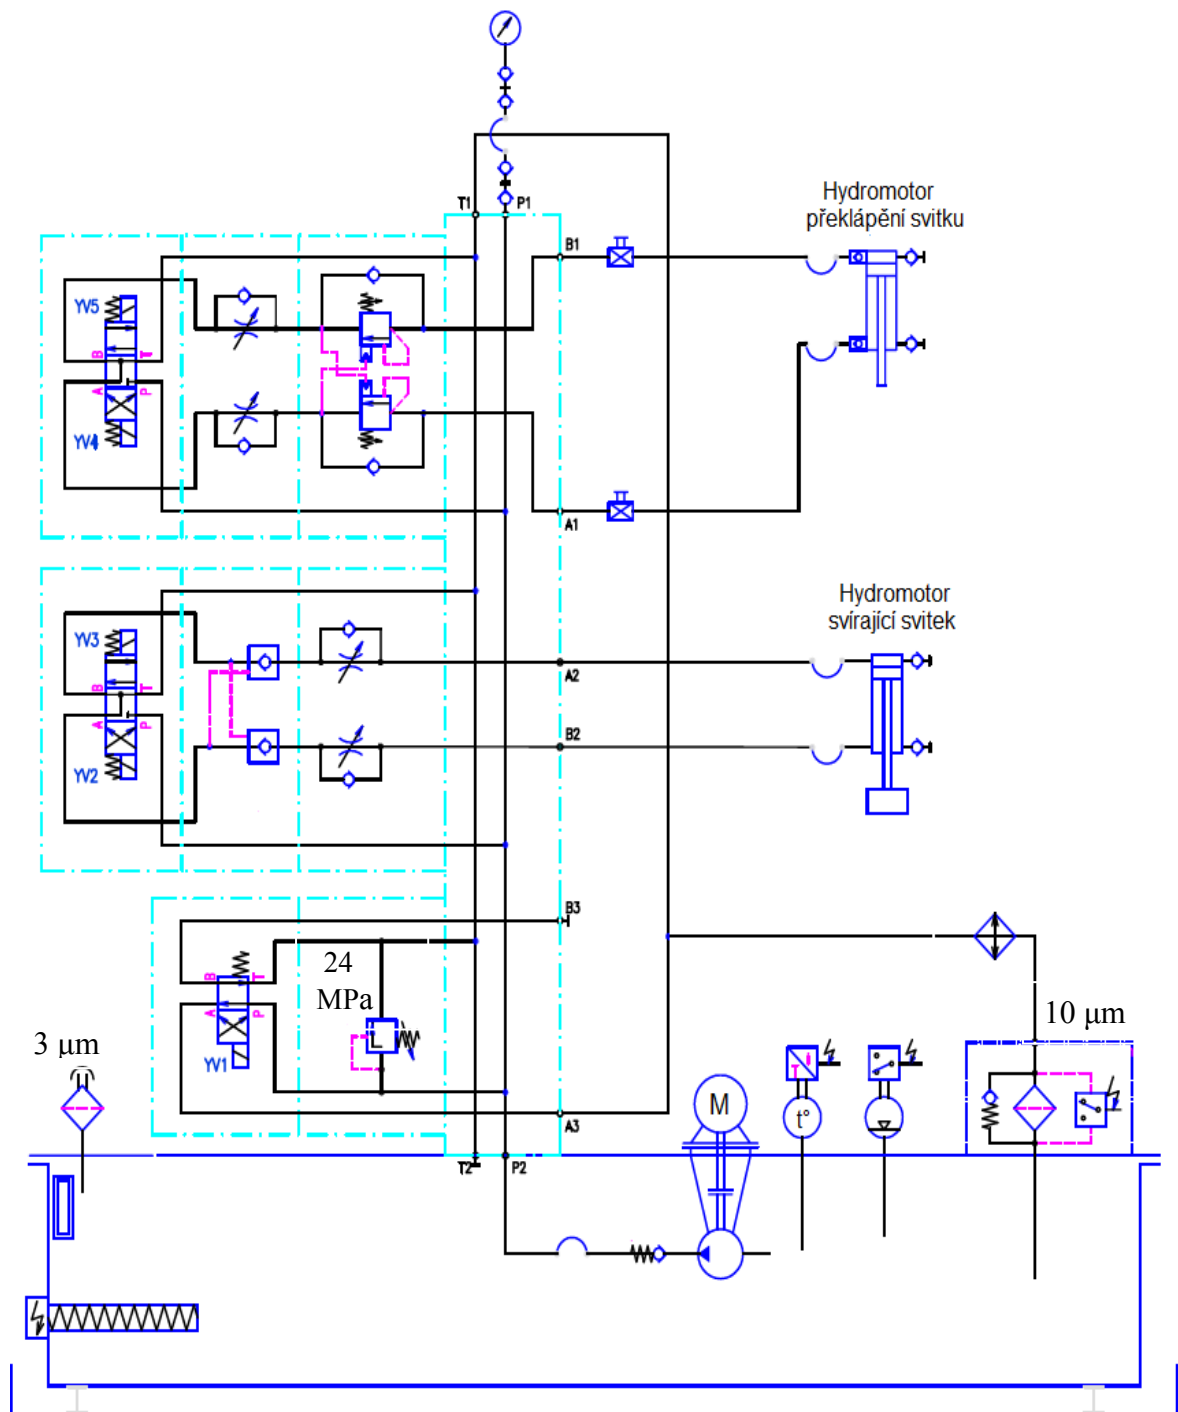 T1
P1
Hydromotor
překlápění svitku
B1
YV5
B
T
A
P
YV4
A1
Hydromotor
svírající svitek
YV3
B
T
A
P
YV2
A2
B2
B3
24
MPa
B
T
A
P
YV1
10 μm
3 μm
M
t°
A3
T2
P2